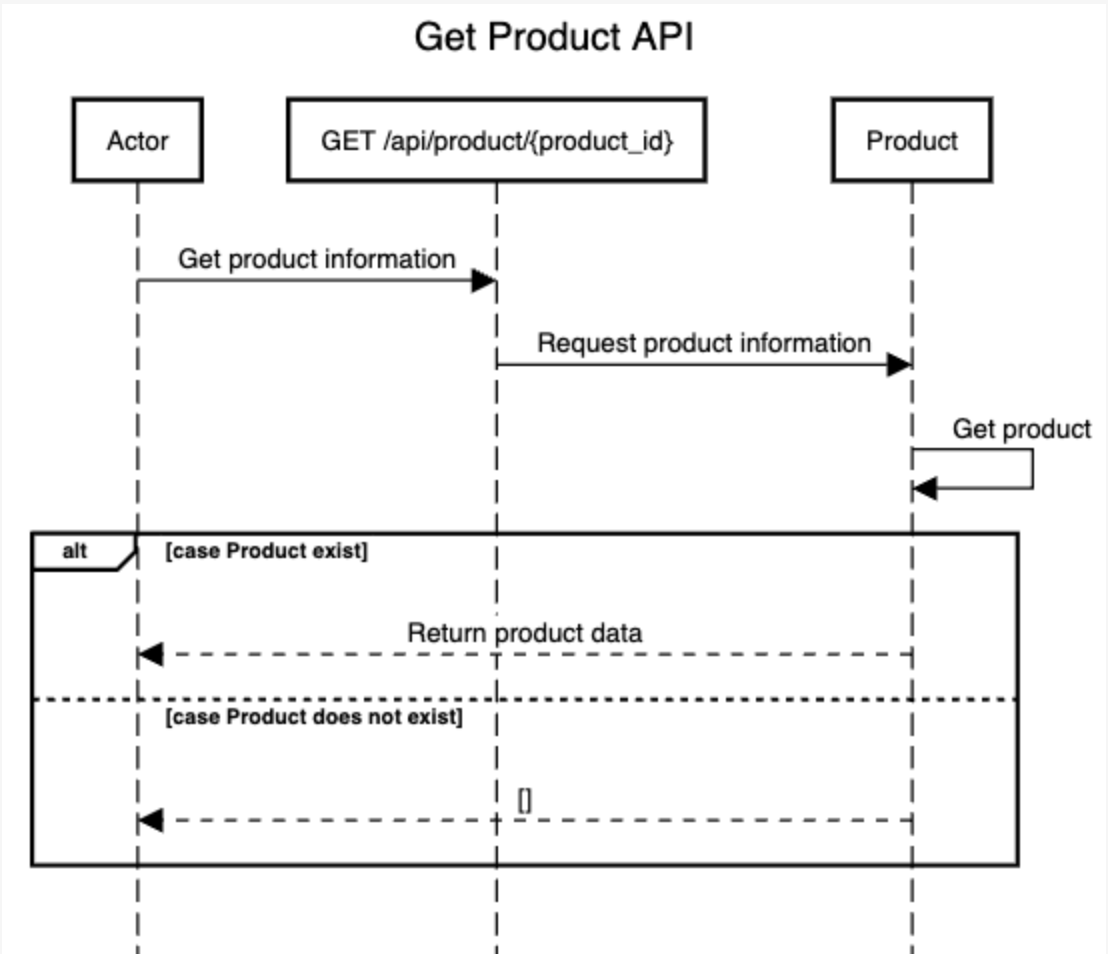 Get Product API
Actor
GET /api/product/{product_id}
Product
Get product information
Request product information
Get product
alt
[case Product exist]
Return product data
[case Product does not exist]
[]